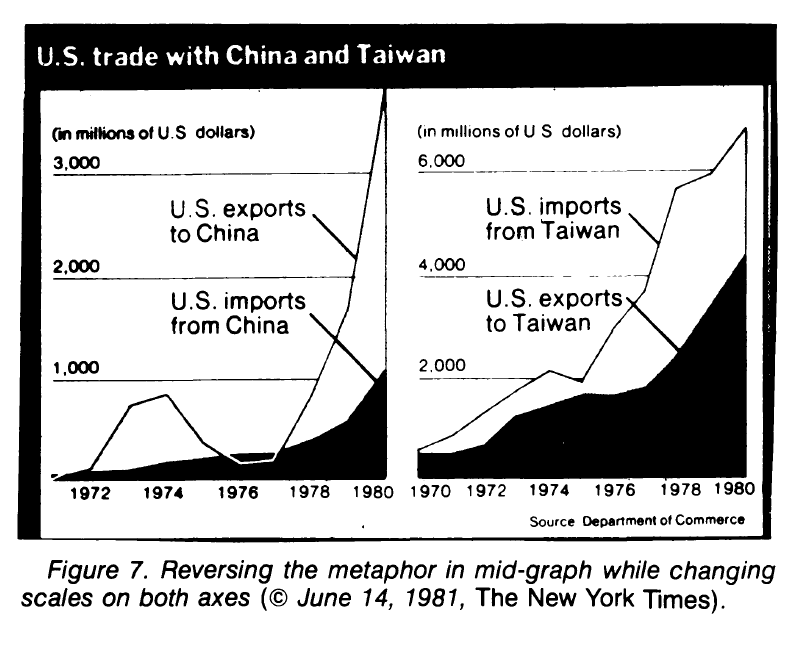 U.S. trade with China and Taiwan
(in millions of U.S dollars)
3,000
U.S. exports
to China
2,000
U.S. imports
from China
1,000
1972 1974 1976 1978 1980
(in millions of U S dollars)
6,000
U.S. imports
from Taiwan
4,000
U.S. exports
to Taiwan
2,000
1970 1972 1974 1976 1978 1980
Source Department of Commerce
Figure 7. Reversing the metaphor in mid-graph while changing
scales on both axes (© June 14, 1981, The New York Times).